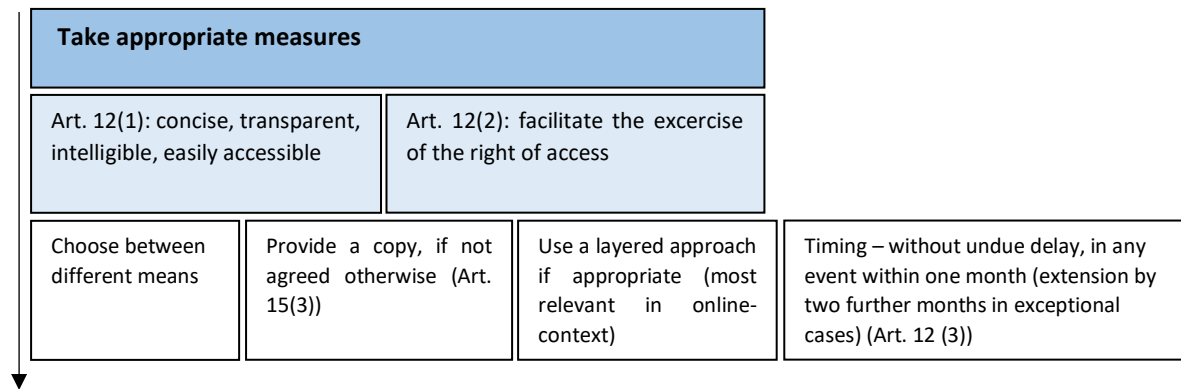 Take appropriate measures
Art. 12(1): concise, transparent,
intelligible, easily accessible
Art. 12(2): facilitate the excercise
of the right of access
Choose between
different means
Provide a copy, if not
agreed otherwise (Art.
15(3))
Use a layered approach
if appropriate (most
relevant in online-
context)
Timing – without undue delay, in any
event within one month (extension by
two further months in exceptional
cases) (Art. 12 (3))